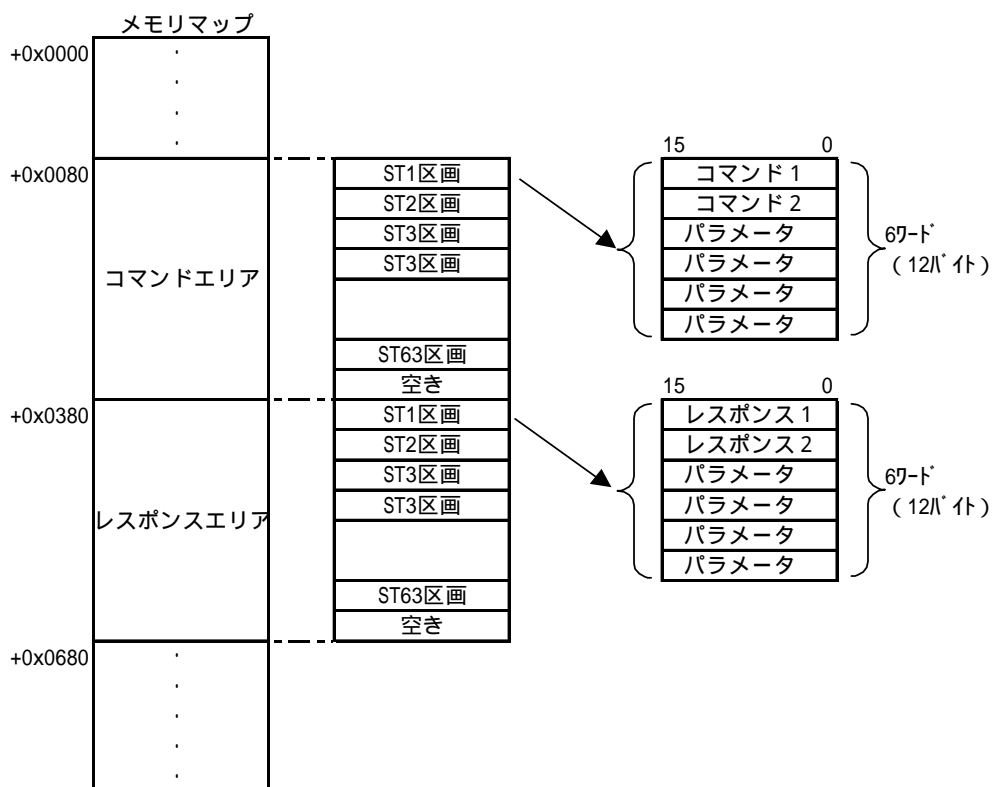 メモリマップ
+0x0000
・
・
・
・
+0x0080
コマンドエリア
+0x0380
レスポンスエリア
+0x0680
・
・
・
・
・
ST1区画
ST2区画
ST3区画
ST3区画
ST63区画
空き
ST1区画
ST2区画
ST3区画
ST3区画
ST63区画
空き
15 0
コマンド1
コマンド2
パラメータ
パラメータ
パラメータ
パラメータ
6ﾜｰﾄﾞ
(12ﾊﾞｲﾄ)
15 0
レスポンス1
レスポンス2
パラメータ
パラメータ
パラメータ
パラメータ
6ﾜｰﾄﾞ
(12ﾊﾞｲﾄ)